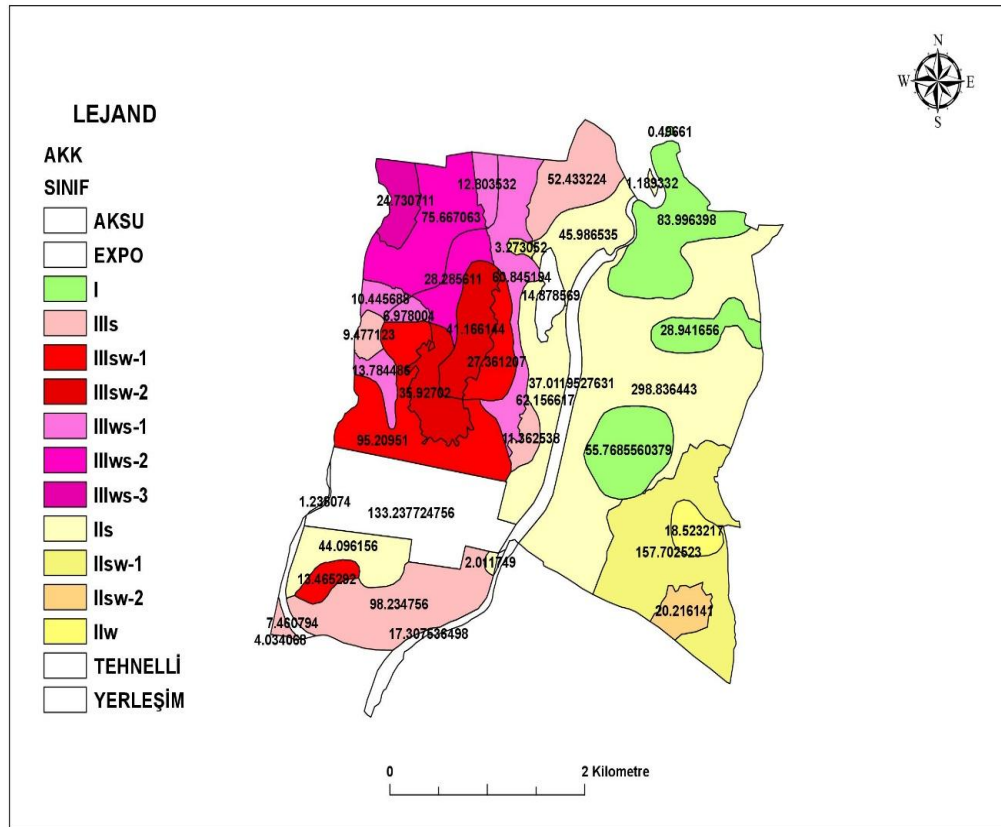 N
W E
S
LEJAND
AKK
SINIF
AKSU
EXPO
I
IIIs
IIIsw-1
IIIsw-2
IIIws-1
IIIws-2
IIIws-3
IIs
IIsw-1
IIsw-2
IIw
TEHNELLİ
YERLEŞİM
52.433224
1.189332
12.803532
24.730711
75.667063
83.996398
45.986535
3.273052
28.285611
60.845194
14.878569
10.445688
6.978004
9.477123
41.166144
28.941656
27.361207
13.784486
37.0119527631
298.836443
35.92702
62.156617
95.20951
11.362538
55.7685560379
1.238074
133.237724756
18.523217
157.702523
44.096156
2.011749
13.465282
98.234756
20.216141
7.460794
4.034068
17.307536498
0 2 Kilometre